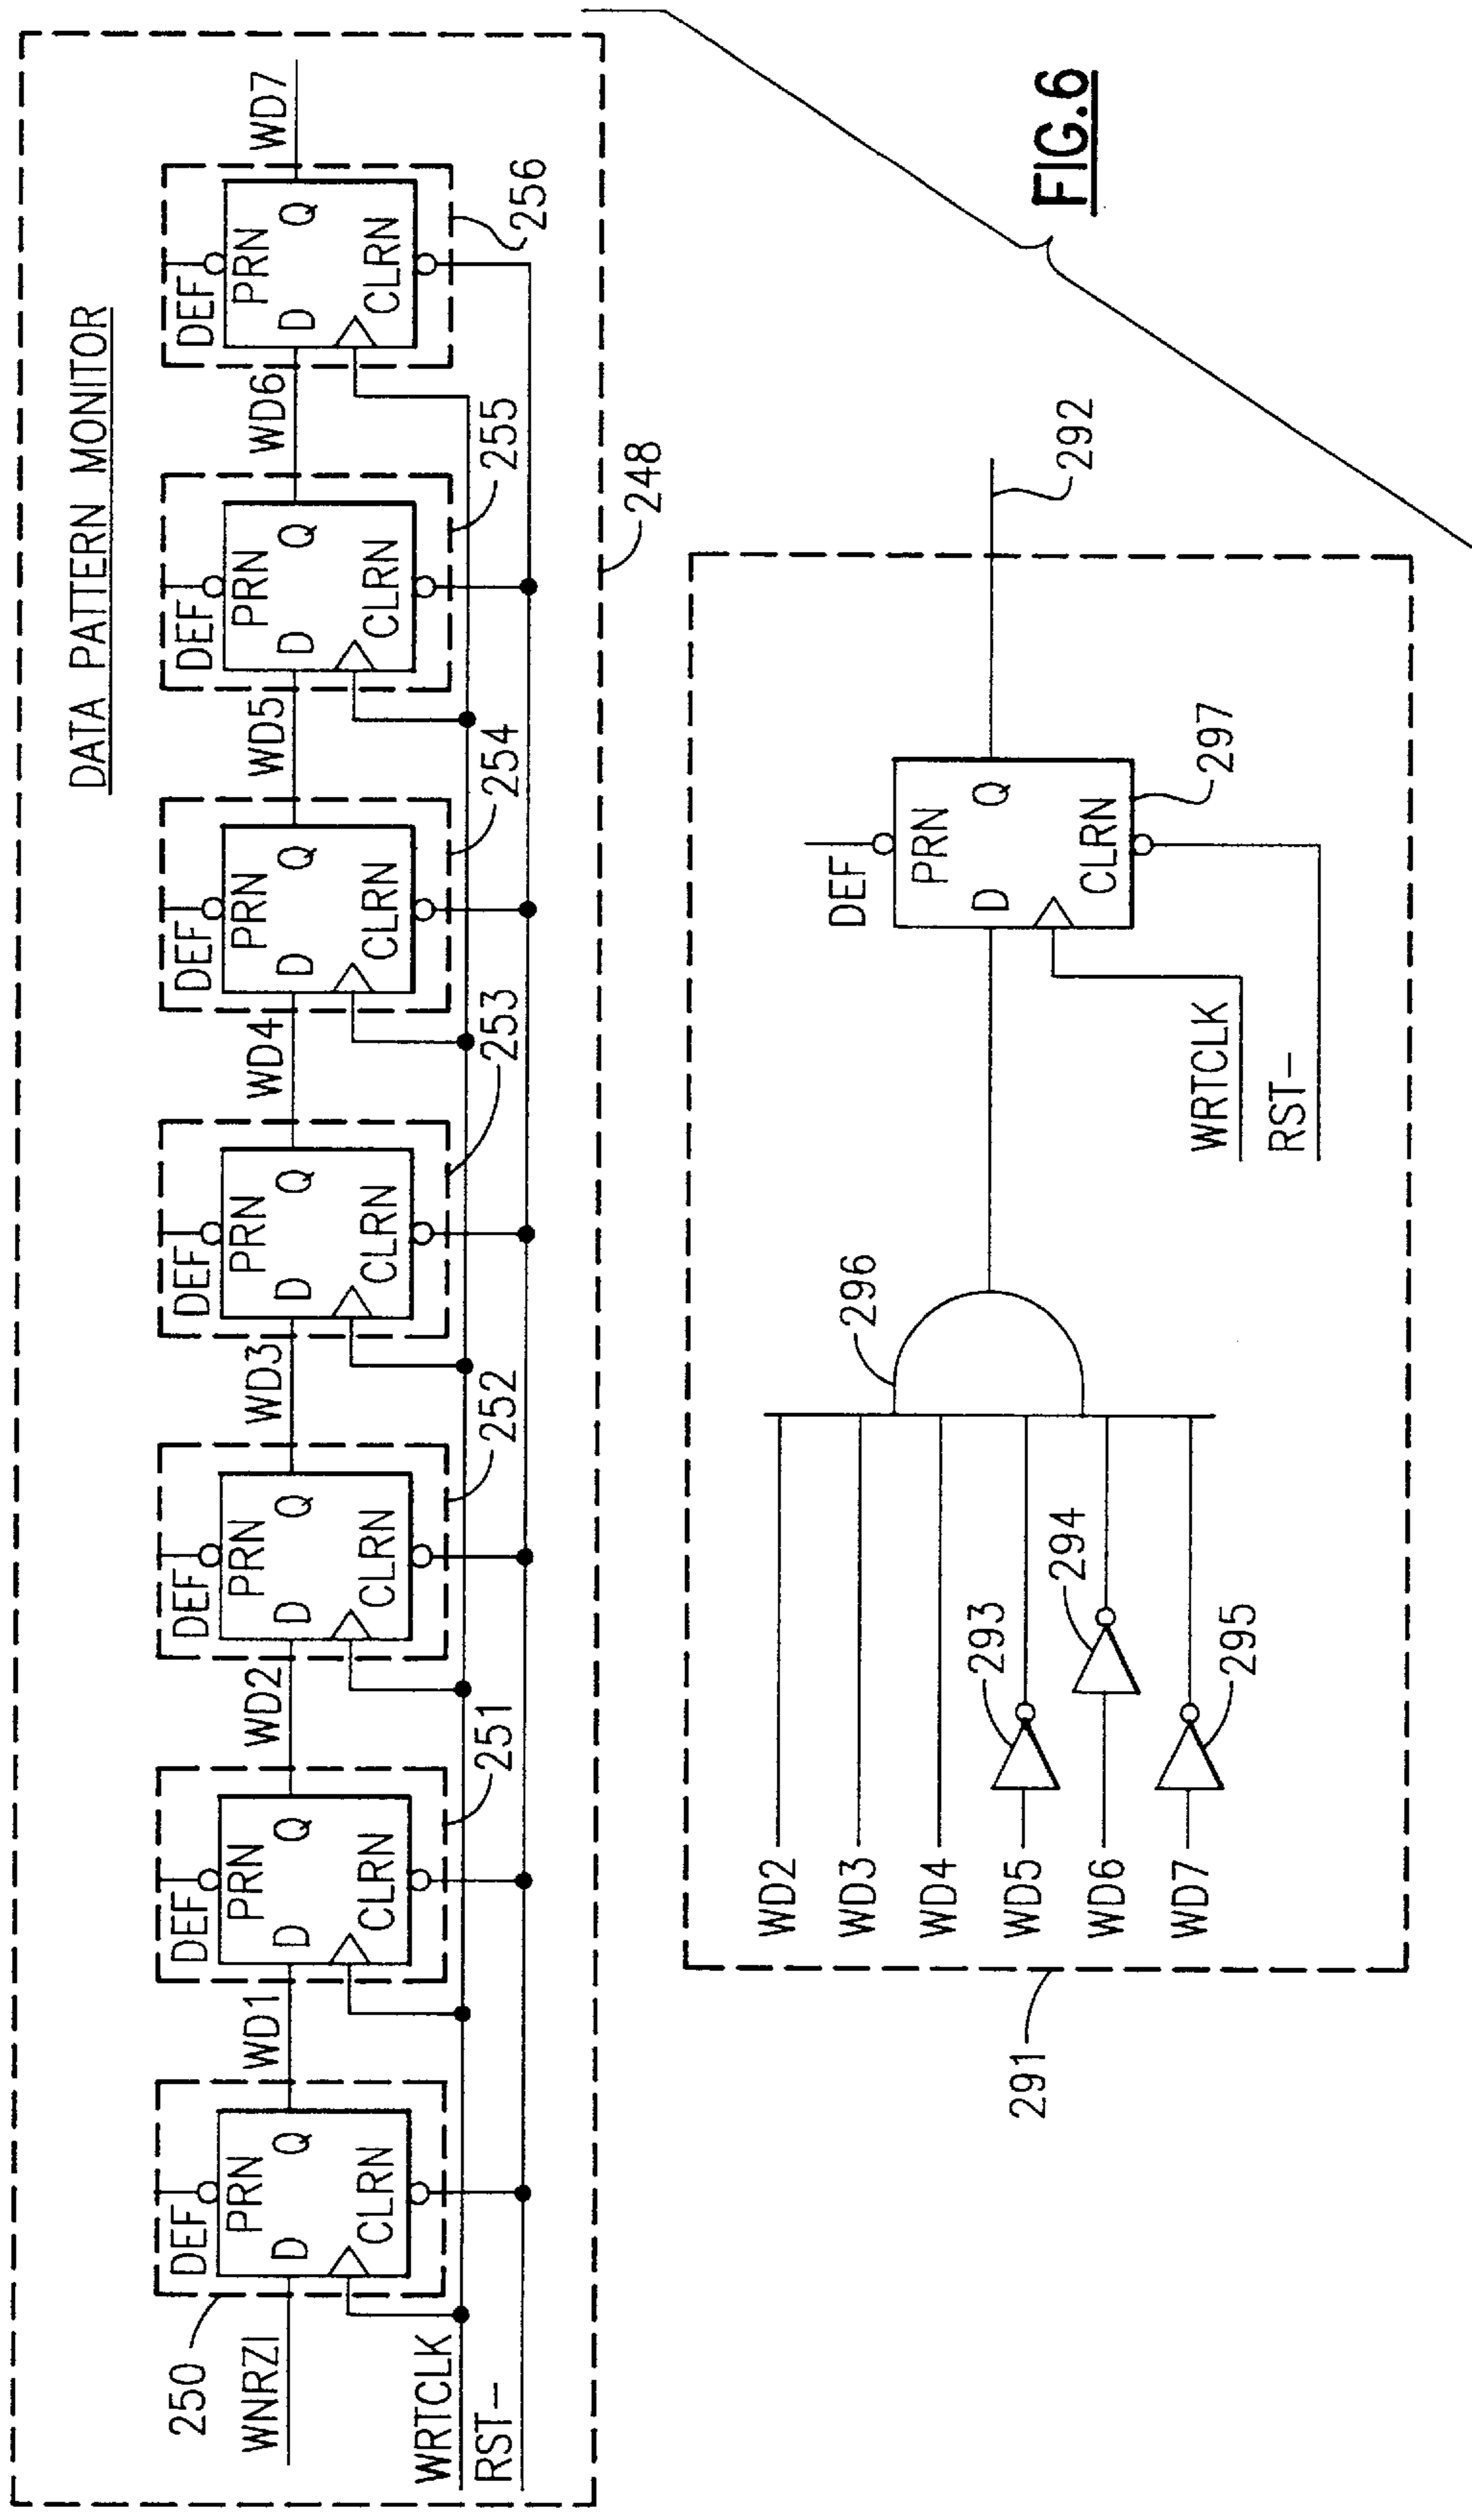 DATA PATTERN MONITOR
250
WNRZI
WRTCLK
RST-
DEF
PRN
D
Q
CLRN
WD1
DEF
PRN
D
Q
CLRN
251
WD2
DEF
PRN
D
Q
CLRN
252
WD3
DEF
PRN
D
Q
CLRN
253
WD4
DEF
PRN
D
Q
CLRN
254
WD5
DEF
PRN
D
Q
CLRN
255
WD6
DEF
PRN
D
Q
CLRN
256
WD7
248
291
WD2
WD3
WD4
WD5
WD6
WD7
293
294
295
296
DEF
PRN
D
Q
CLRN
297
WRTCLK
RST-
292
FIG.6